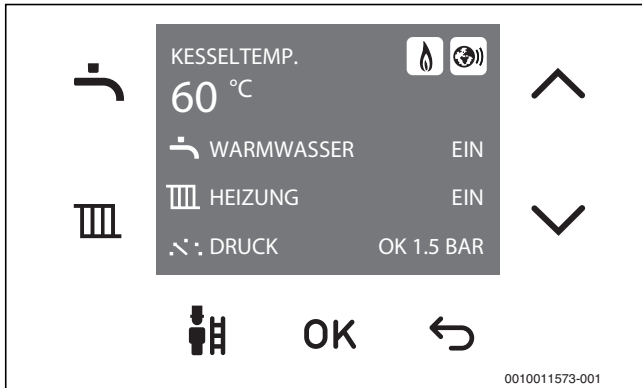 KESSELTEMP.
60 °C
WARMWASSER EIN
HEIZUNG EIN
DRUCK OK 1.5 BAR
OK
0010011573-001